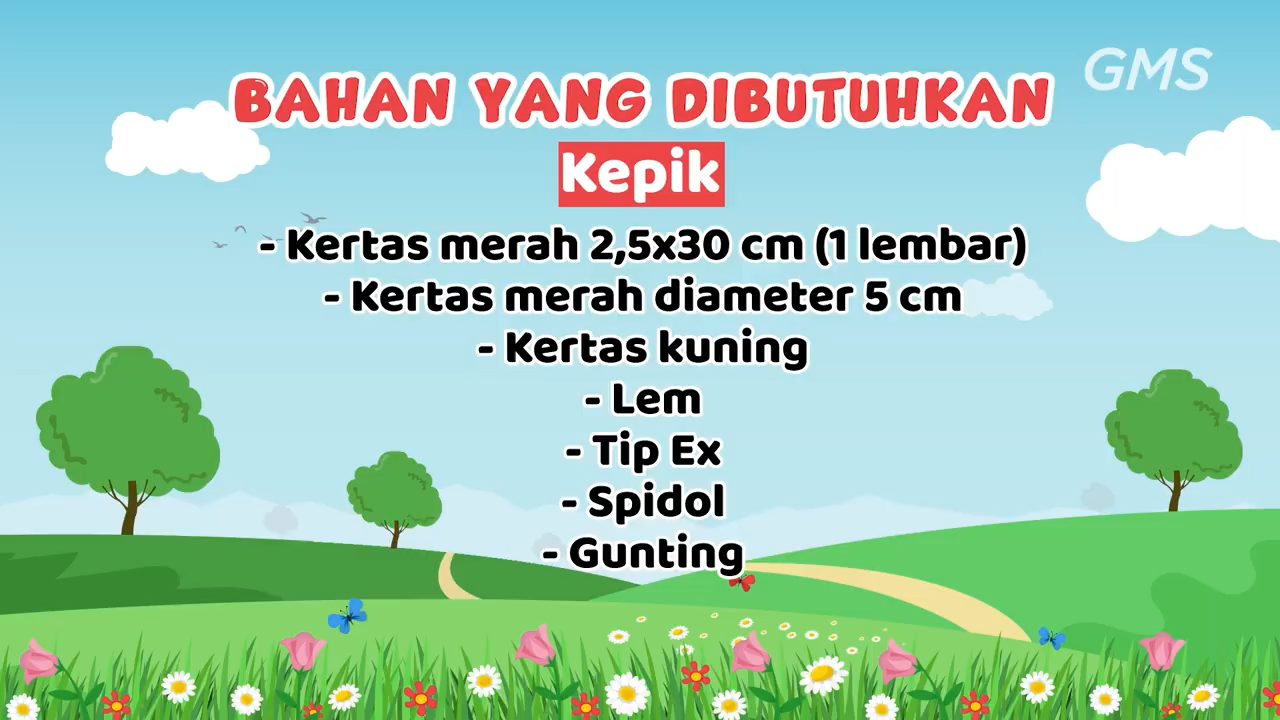 GMS
BAHAN YANG DIBUTUHKAN
Kepik
- Kertas merah 2,5x30 cm (1 lembar)
- Kertas merah diameter 5 cm
- Kertas kuning
- Lem
- Tip Ex
- Spidol
- Gunting